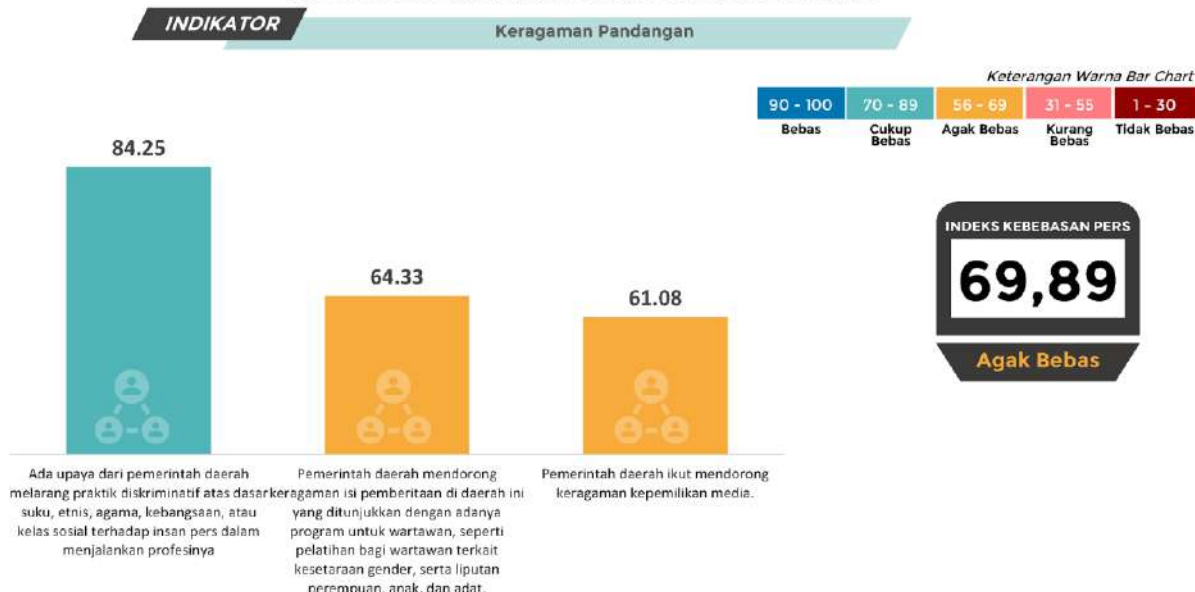 INDIKATOR
Keragaman Pandangan
Keterangan Warna Bar Chart
90 - 100
70 - 89
56 - 69
31 - 55
1 - 30
Bebas
Cukup Bebas
Agak Bebas
Kurang Bebas
Tidak Bebas
84.25
64.33
61.08
INDEKS KEBEBASAN PERS
69,89
Agak Bebas
Ada upaya dari pemerintah daerah
melarang praktik diskriminatif atas dasar
suku, etnis, agama, kebangsaan, atau
kelas sosial terhadap insan pers dalam
menjalankan profesinya
Pemerintah daerah mendorong
keragaman isi pemberitaan di daerah ini
yang ditunjukkan dengan adanya
program untuk wartawan, seperti
pelatihan bagi wartawan terkait
kesetaraan gender, serta liputan
perempuan, anak, dan adat.
Pemerintah daerah ikut mendorong
keragaman kepemilikan media.